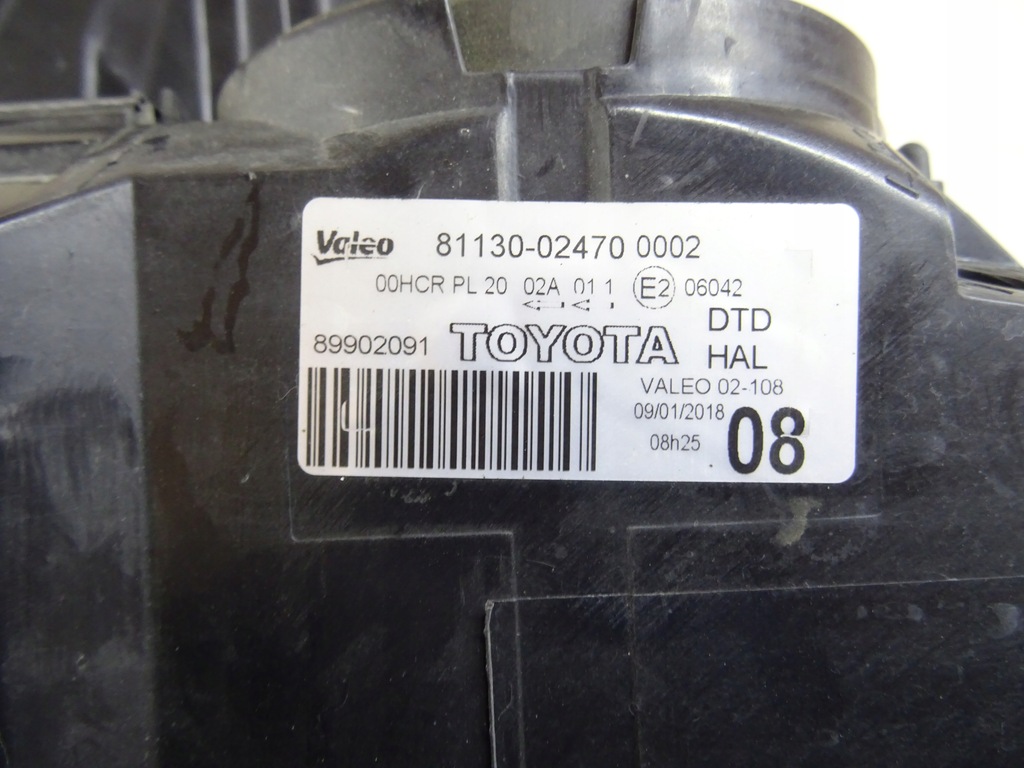 Valeo 81130-02470 0002
00HCR PL 20 02A 01 1 E2 06042
89902091 TOYOTA DTD
HAL
VALEO 02-108
09/01/2018
08h25 08